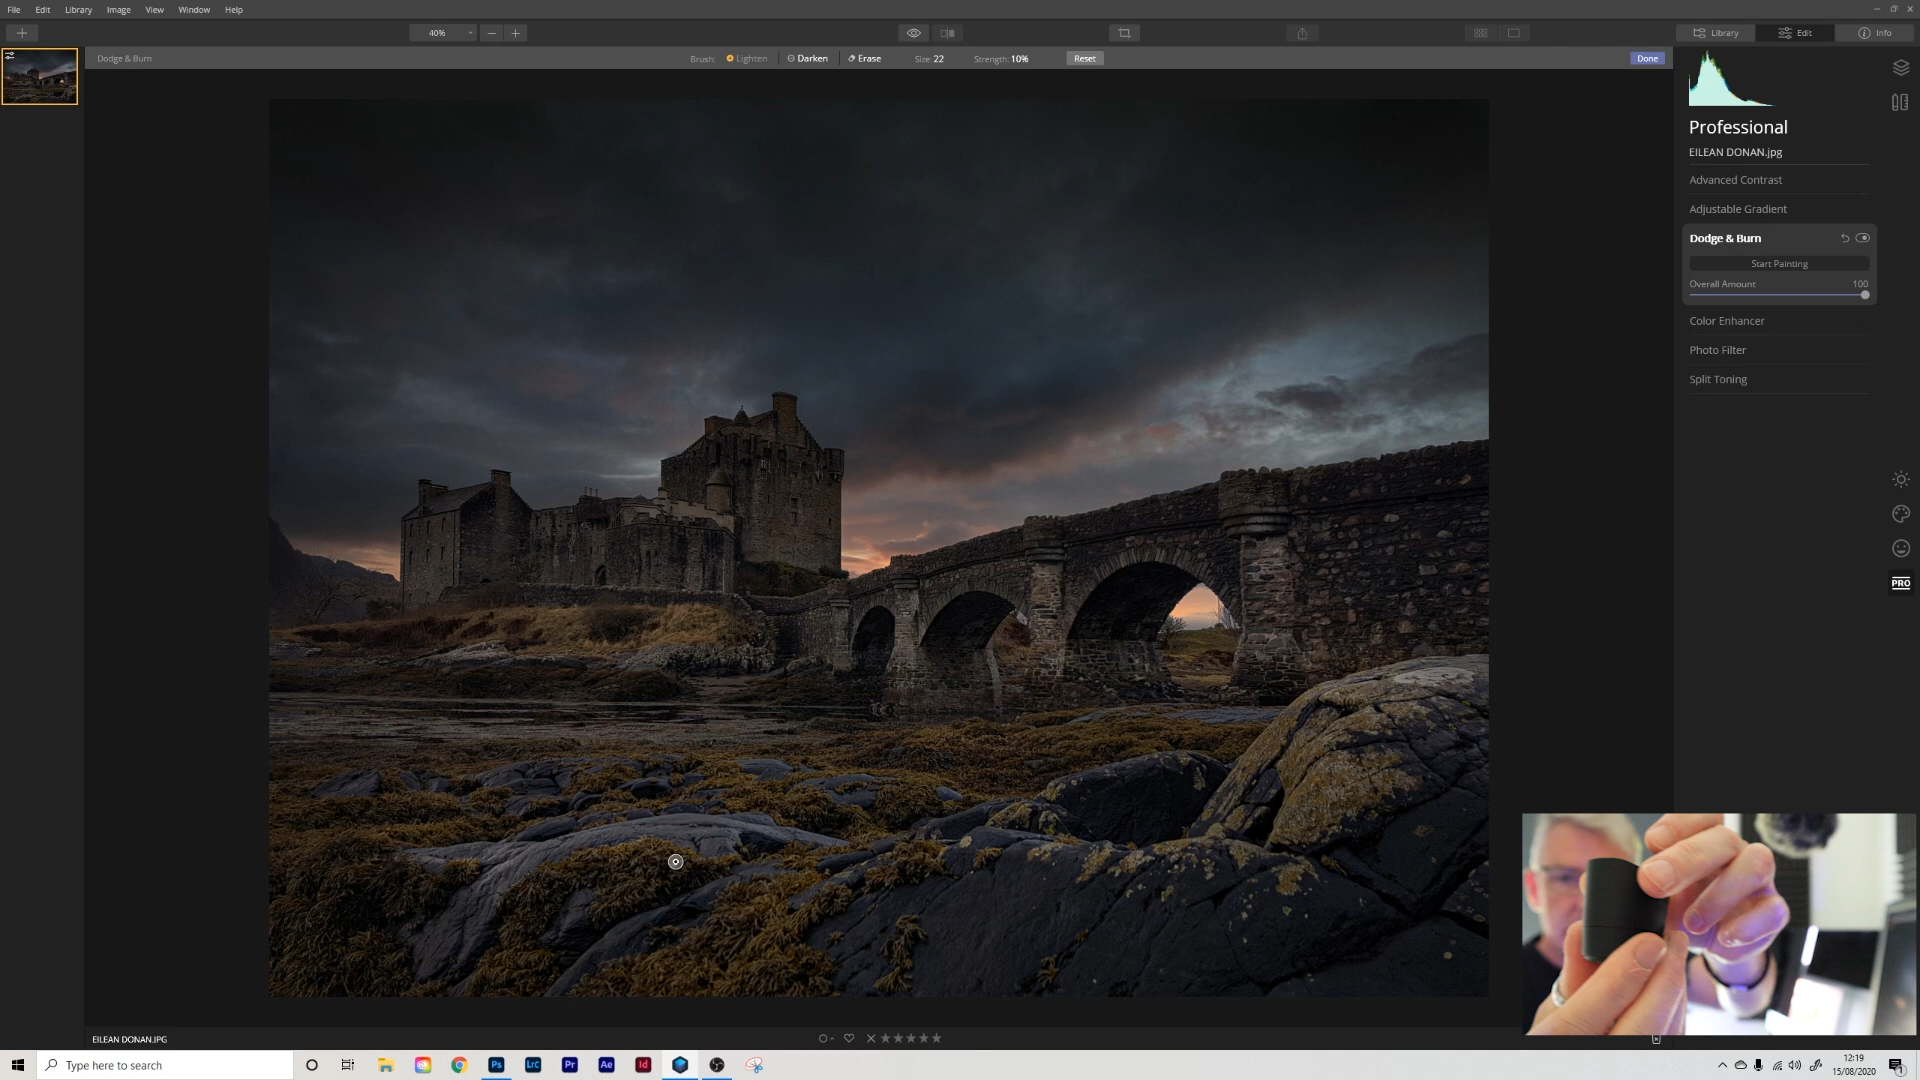 File Edit Library Image View Window Help
40%
Library Edit Info
Dodge & Burn Brush: Lighten Darken Erase Size: 22 Strength: 10% Reset Done
Professional
EILEAN DONAN.jpg
Advanced Contrast
Adjustable Gradient
Dodge & Burn
Start Painting
Overall Amount 100
Color Enhancer
Photo Filter
Split Toning
PRO
EILEAN DONAN.JPG
Type here to search
Ps LrC Pr Ae Id
12:19
15/08/2020
1